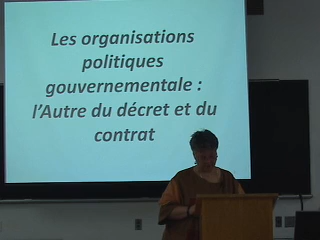 Les organisations
politiques
gouvernementale :
l'Autre du décret et du
contrat